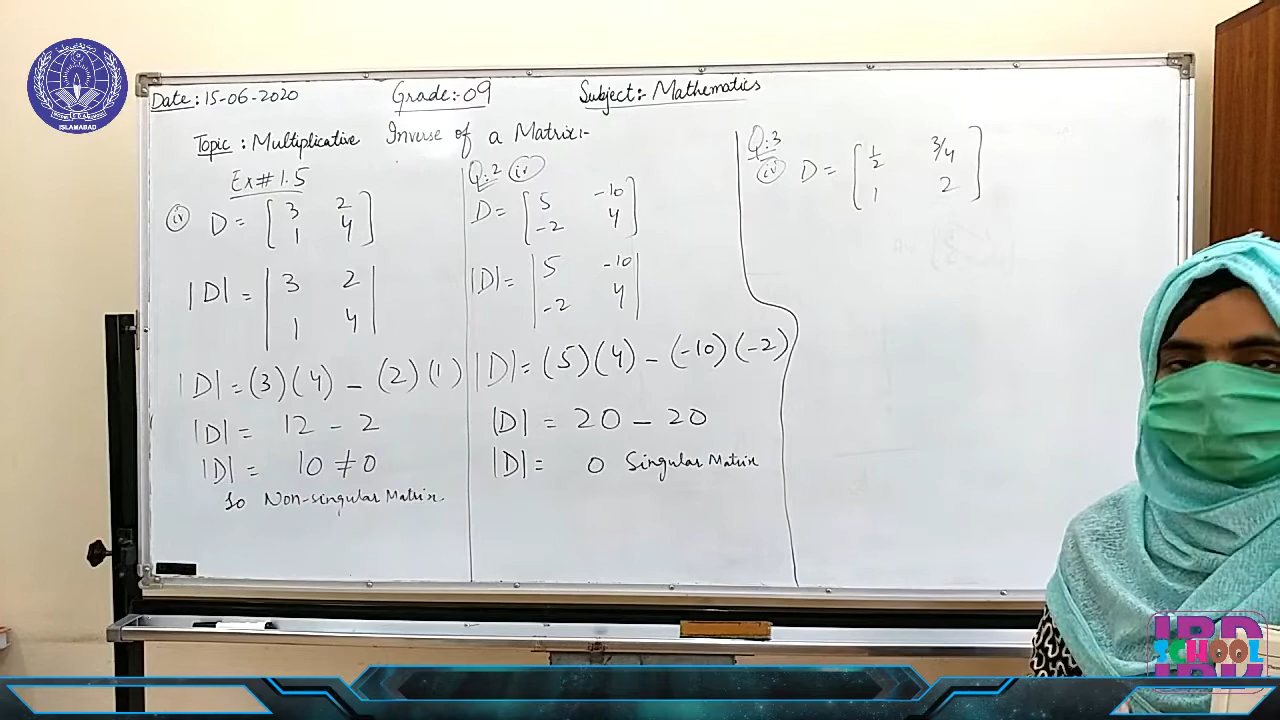 Date: 15-06-2020 Grade:- 09 Subject:- Mathematics
Topic: Multiplicative Inverse of a Matrix:-
Ex# 1.5
(iv) D = [3 2
1 4]
|D| = |3 2
1 4|
|D| = (3)(4) - (2)(1)
|D| = 12 - 2
|D| = 10 ≠ 0
So Non-singular Matrix.
Q:2 (iv)
D = [5 -10
-2 4]
|D| = |5 -10
-2 4|
|D| = (5)(4) - (-10)(-2)
|D| = 20 - 20
|D| = 0 Singular Matrix
Q:3
(iv) D = [1/2 3/4
1 2]
ISLAMABAD
IBD
SCHOOL